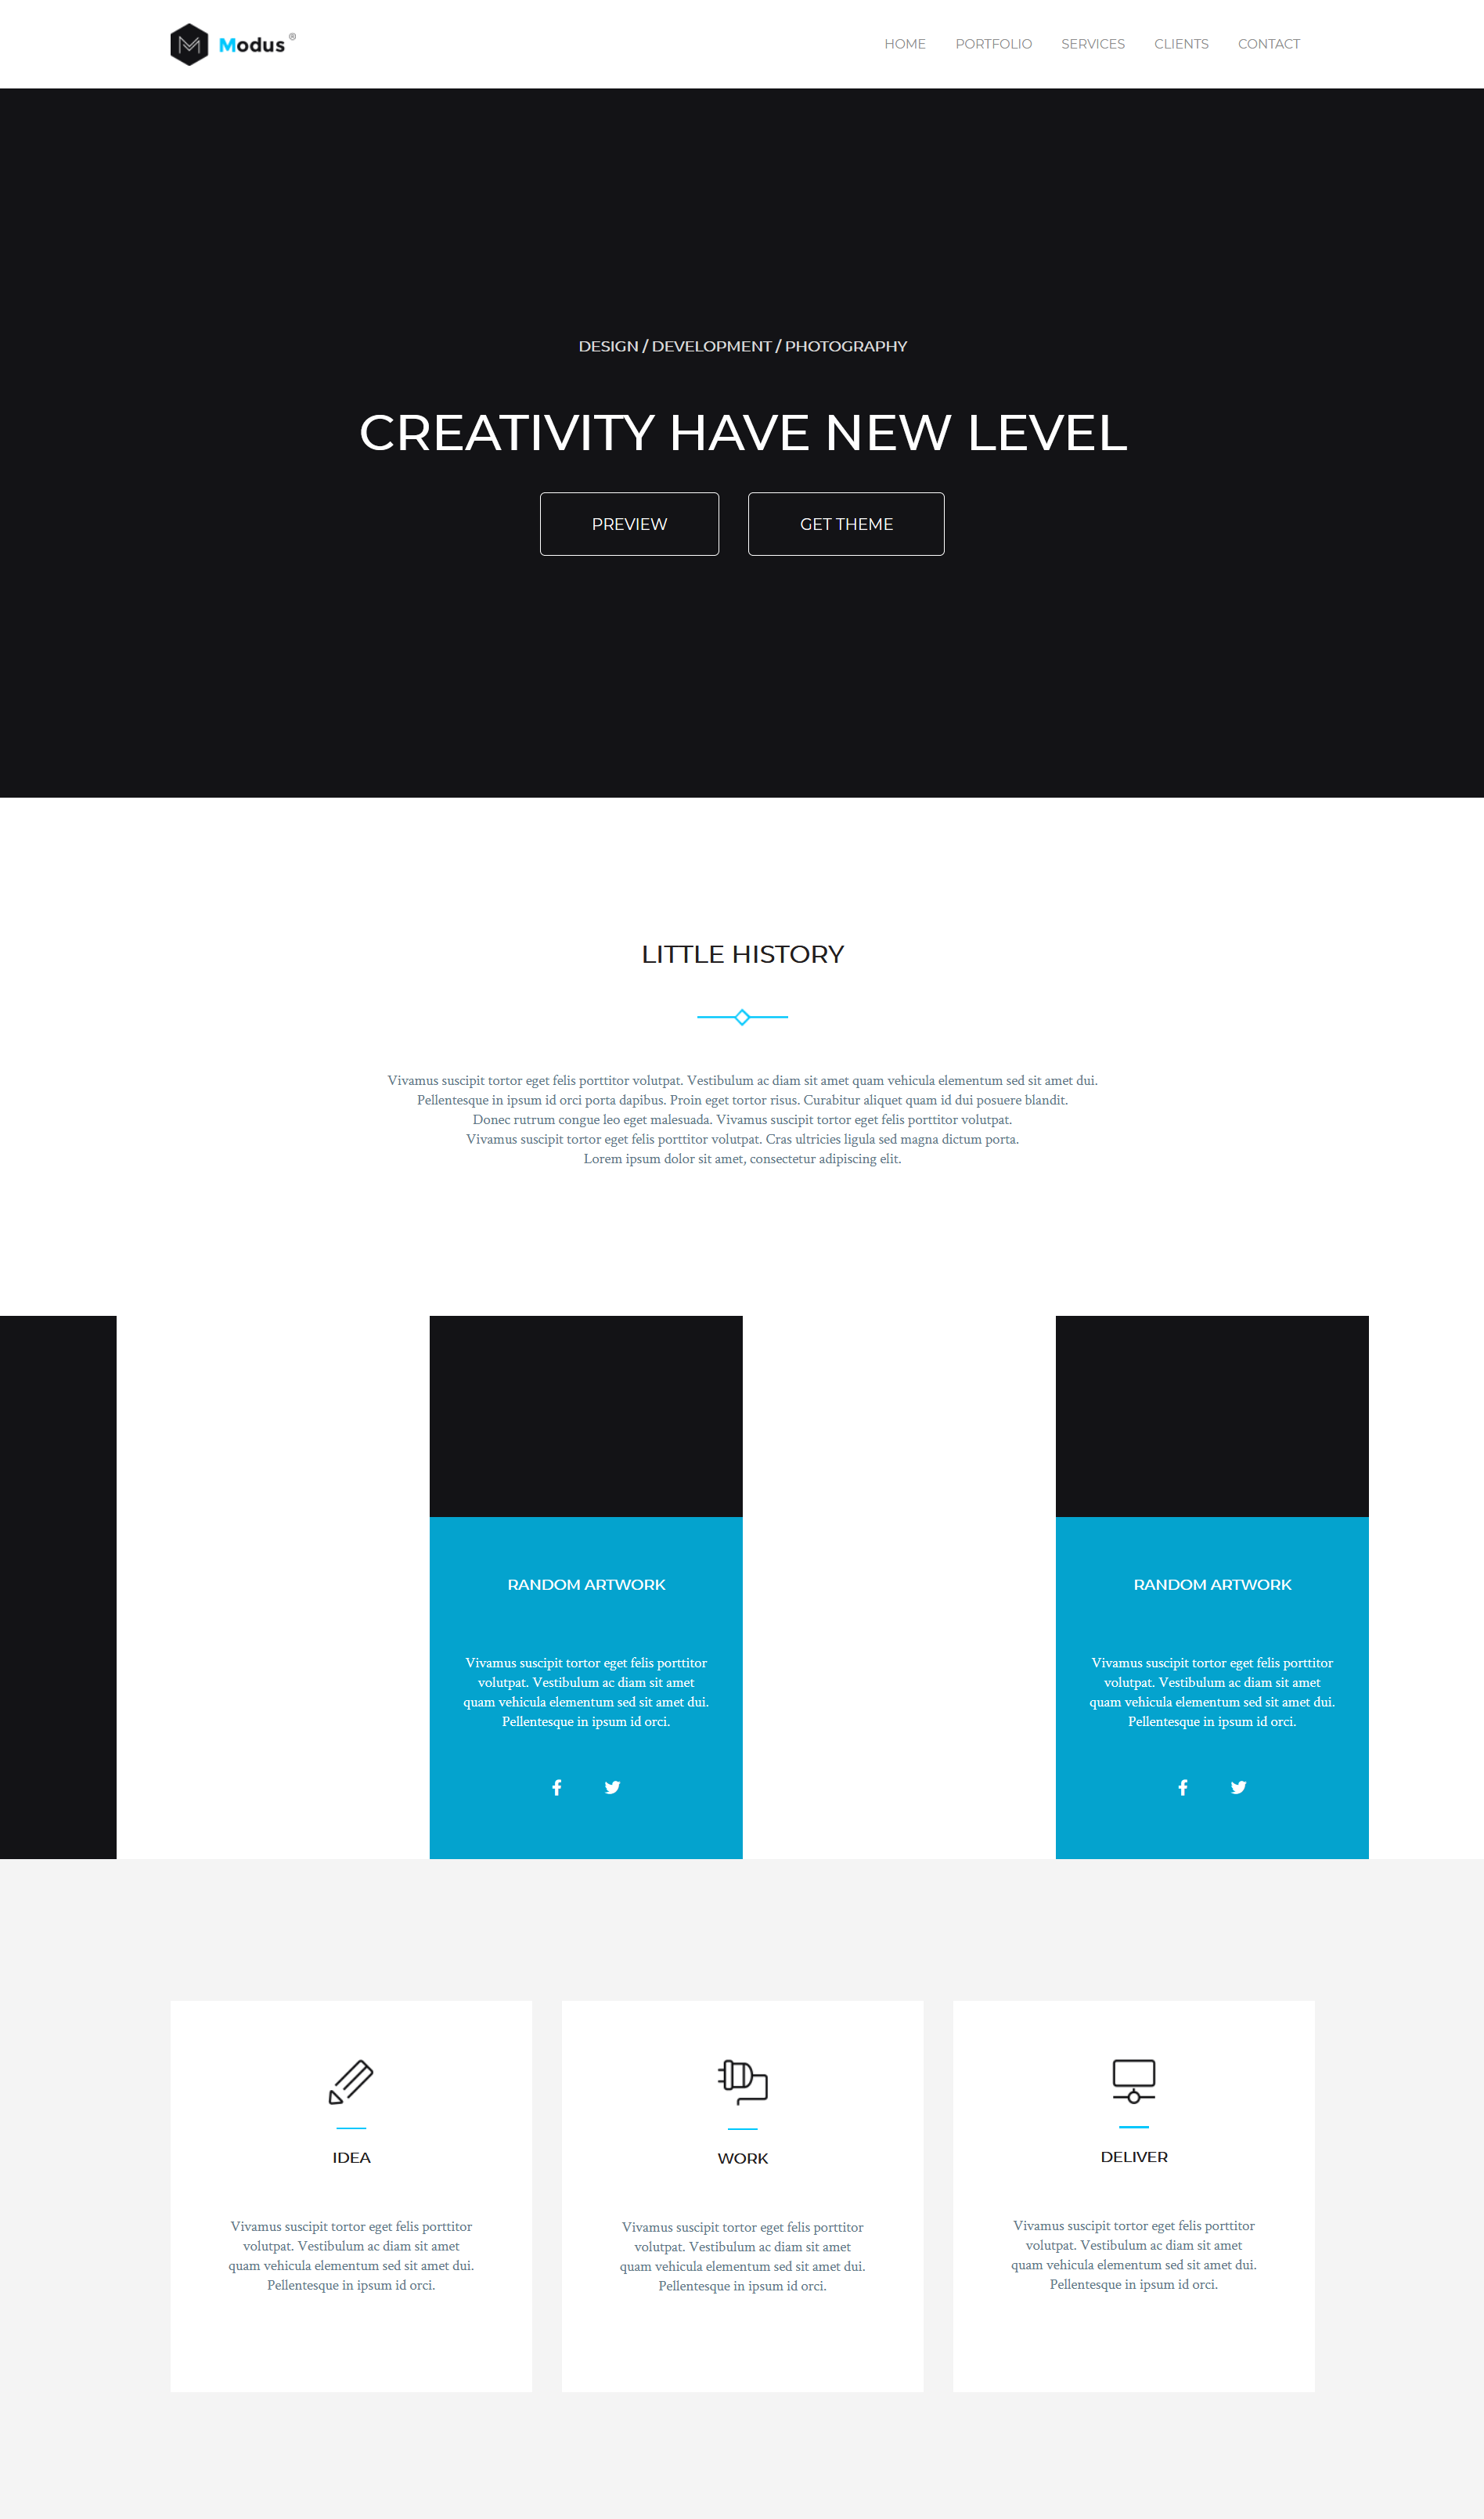 Modus ®
HOME PORTFOLIO SERVICES CLIENTS CONTACT
DESIGN / DEVELOPMENT / PHOTOGRAPHY
CREATIVITY HAVE NEW LEVEL
PREVIEW
GET THEME
LITTLE HISTORY
Vivamus suscipit tortor eget felis porttitor volutpat. Vestibulum ac diam sit amet quam vehicula elementum sed sit amet dui.
Pellentesque in ipsum id orci porta dapibus. Proin eget tortor risus. Curabitur aliquet quam id dui posuere blandit.
Donec rutrum congue leo eget malesuada. Vivamus suscipit tortor eget felis porttitor volutpat.
Vivamus suscipit tortor eget felis porttitor volutpat. Cras ultricies ligula sed magna dictum porta.
Lorem ipsum dolor sit amet, consectetur adipiscing elit.
RANDOM ARTWORK
Vivamus suscipit tortor eget felis porttitor
volutpat. Vestibulum ac diam sit amet
quam vehicula elementum sed sit amet dui.
Pellentesque in ipsum id orci.
RANDOM ARTWORK
Vivamus suscipit tortor eget felis porttitor
volutpat. Vestibulum ac diam sit amet
quam vehicula elementum sed sit amet dui.
Pellentesque in ipsum id orci.
IDEA
Vivamus suscipit tortor eget felis porttitor
volutpat. Vestibulum ac diam sit amet
quam vehicula elementum sed sit amet dui.
Pellentesque in ipsum id orci.
WORK
Vivamus suscipit tortor eget felis porttitor
volutpat. Vestibulum ac diam sit amet
quam vehicula elementum sed sit amet dui.
Pellentesque in ipsum id orci.
DELIVER
Vivamus suscipit tortor eget felis porttitor
volutpat. Vestibulum ac diam sit amet
quam vehicula elementum sed sit amet dui.
Pellentesque in ipsum id orci.